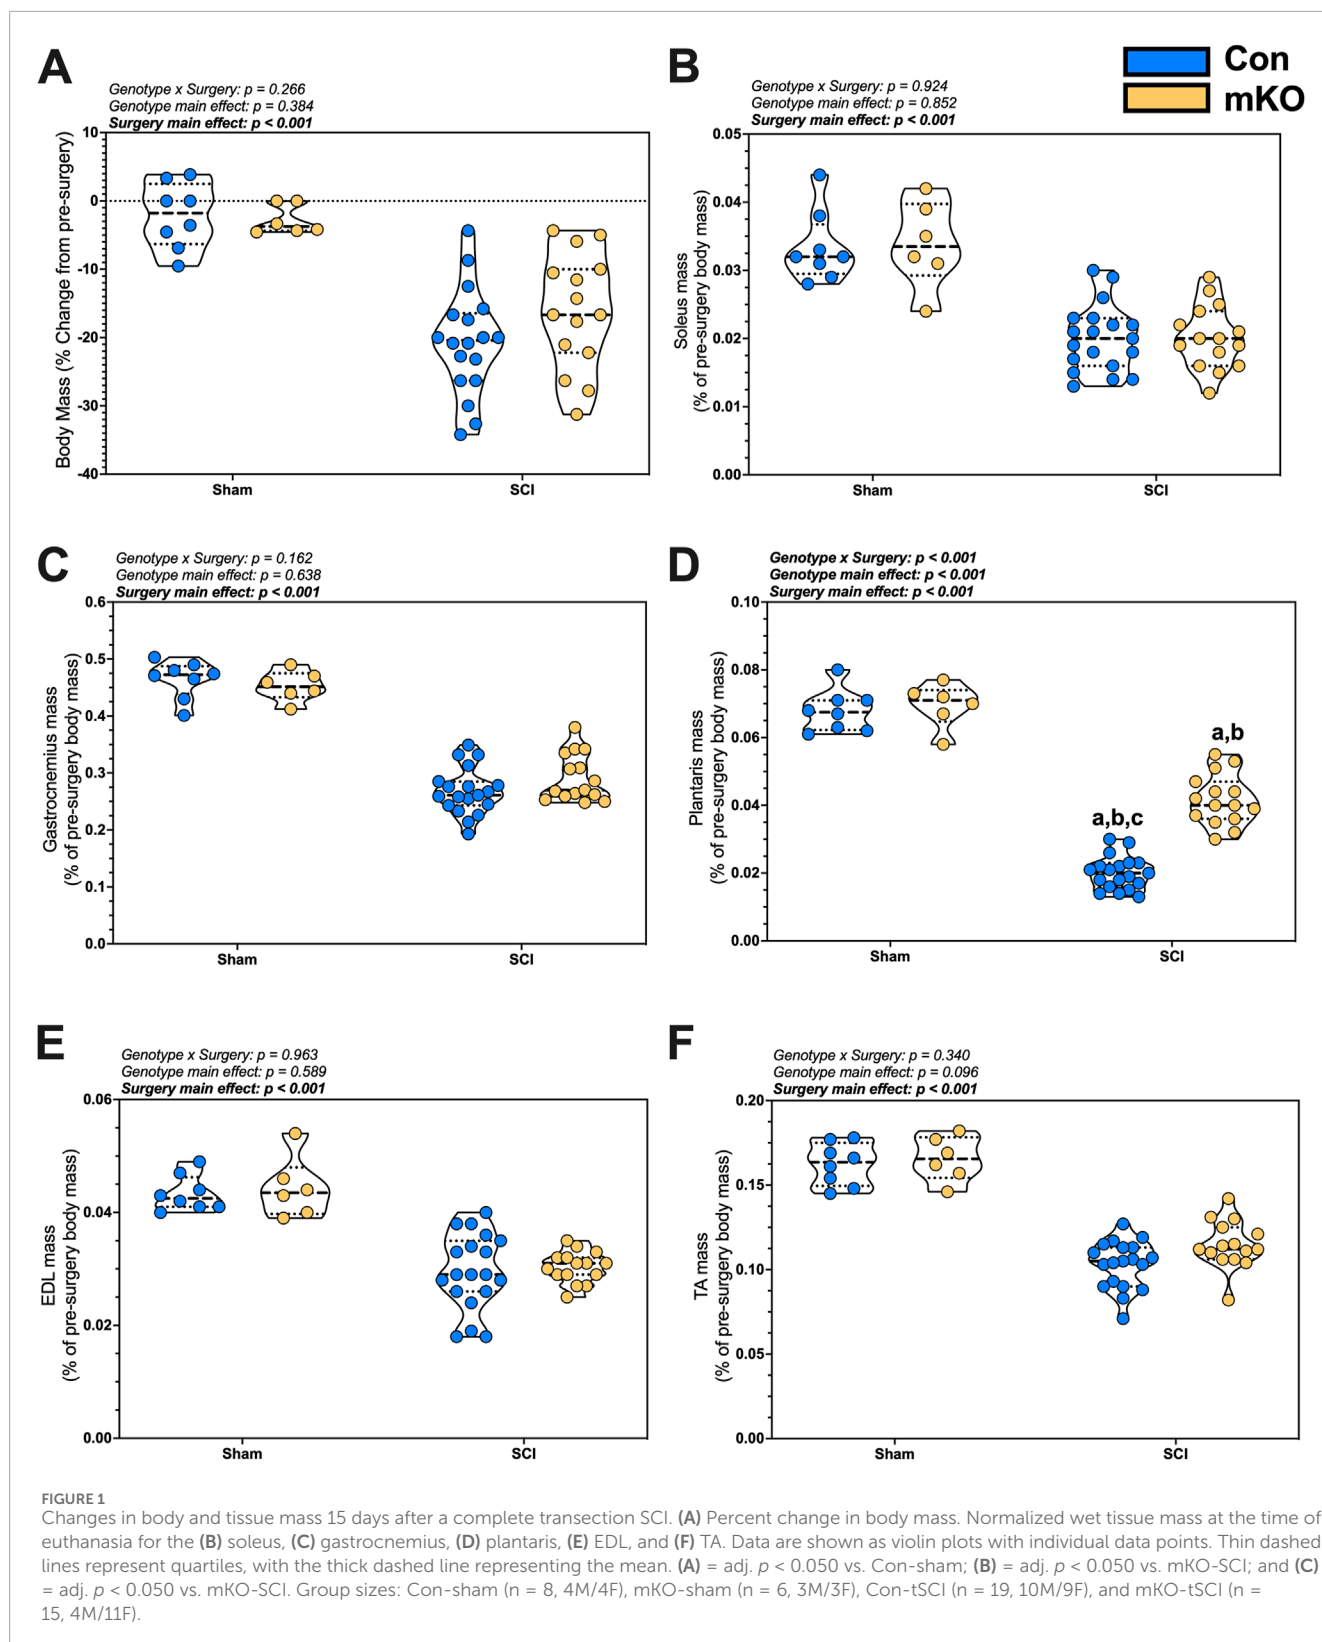 A
Genotype x Surgery: p = 0.266
Genotype main effect: p = 0.384
Surgery main effect: p < 0.001
Body Mass (% Change from pre-surgery)
10
0
-10
-20
-30
-40
Sham
SCI
B
Genotype x Surgery: p = 0.924
Genotype main effect: p = 0.852
Surgery main effect: p < 0.001
Con
mKO
Soleus mass
(% of pre-surgery body mass)
0.05
0.04
0.03
0.02
0.01
0.00
Sham
SCI
C
Genotype x Surgery: p = 0.162
Genotype main effect: p = 0.638
Surgery main effect: p < 0.001
Gastrocnemius mass
(% of pre-surgery body mass)
0.6
0.5
0.4
0.3
0.2
0.1
0.0
Sham
SCI
D
Genotype x Surgery: p < 0.001
Genotype main effect: p < 0.001
Surgery main effect: p < 0.001
Plantaris mass
(% of pre-surgery body mass)
0.10
0.08
0.06
0.04
0.02
0.00
a,b,c
a,b
Sham
SCI
E
Genotype x Surgery: p = 0.963
Genotype main effect: p = 0.589
Surgery main effect: p < 0.001
EDL mass
(% of pre-surgery body mass)
0.06
0.04
0.02
0.00
Sham
SCI
F
Genotype x Surgery: p = 0.340
Genotype main effect: p = 0.096
Surgery main effect: p < 0.001
TA mass
(% of pre-surgery body mass)
0.20
0.15
0.10
0.05
0.00
Sham
SCI
FIGURE 1
Changes in body and tissue mass 15 days after a complete transection SCI. (A) Percent change in body mass. Normalized wet tissue mass at the time of
euthanasia for the (B) soleus, (C) gastrocnemius, (D) plantaris, (E) EDL, and (F) TA. Data are shown as violin plots with individual data points. Thin dashed
lines represent quartiles, with the thick dashed line representing the mean. (A) = adj. p < 0.050 vs. Con-sham; (B) = adj. p < 0.050 vs. mKO-SCI; and (C)
= adj. p < 0.050 vs. mKO-SCI. Group sizes: Con-sham (n = 8, 4M/4F), mKO-sham (n = 6, 3M/3F), Con-tSCI (n = 19, 10M/9F), and mKO-tSCI (n =
15, 4M/11F).